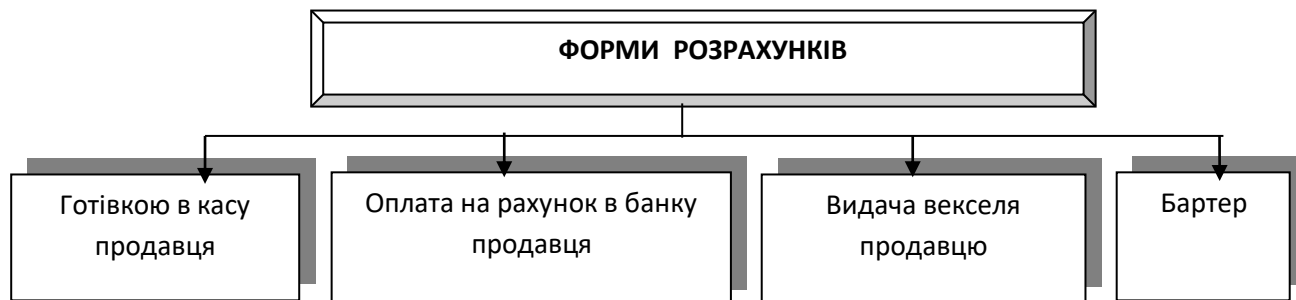 ФОРМИ РОЗРАХУНКІВ
Готівкою в касу
продавця
Оплата на рахунок в банку
продавця
Видача векселя
продавцю
Бартер